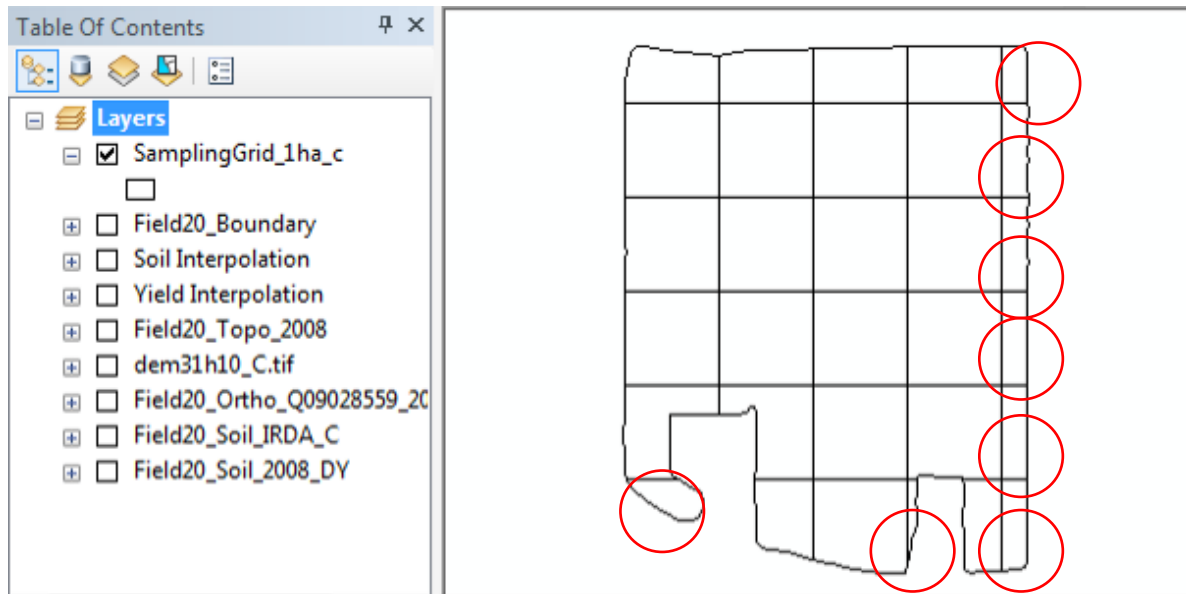 Table Of Contents
Layers
SamplingGrid_1ha_c
Field20_Boundary
Soil Interpolation
Yield Interpolation
Field20_Topo_2008
dem31h10_C.tif
Field20_Ortho_Q09028559_20
Field20_Soil_IRDA_C
Field20_Soil_2008_DY